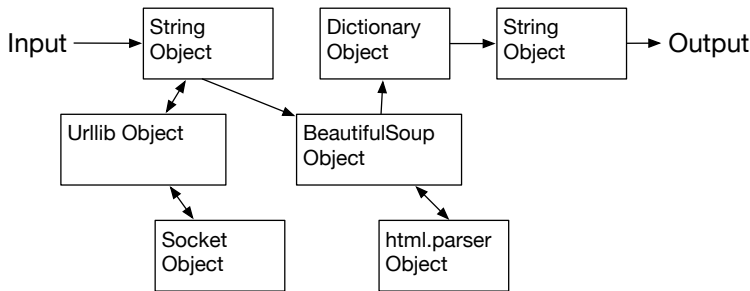 Input
String
Object
Dictionary
Object
String
Object
Output
Urllib Object
BeautifulSoup
Object
Socket
Object
html.parser
Object